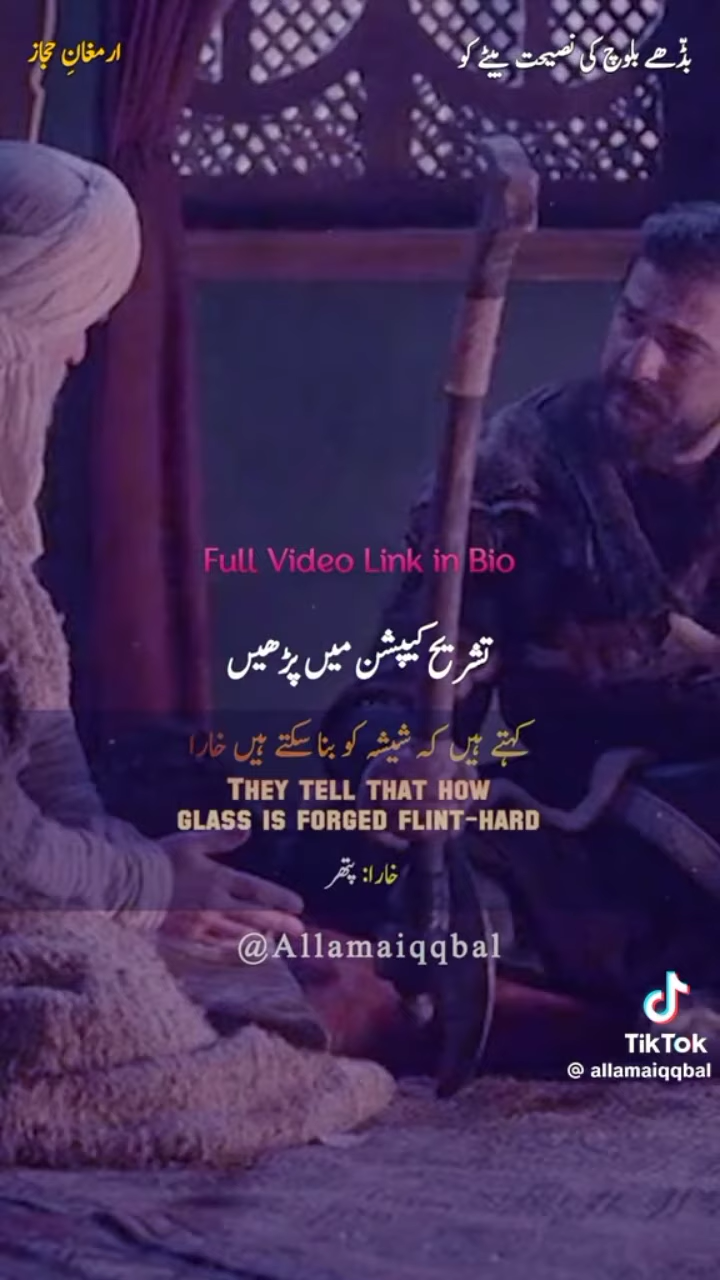 بڈّھے بلوچ کی نصیحت بیٹے کو
ارمغانِ حجاز
Full Video Link in Bio
تشریح کیپشن میں پڑھیں
کہتے ہیں کہ شیشہ کو بنا سکتے ہیں خارا
THEY TELL THAT HOW
GLASS IS FORGED FLINT-HARD
خارا: پتھر
@Allamaiqqbal
TikTok
@ allamaiqqbal